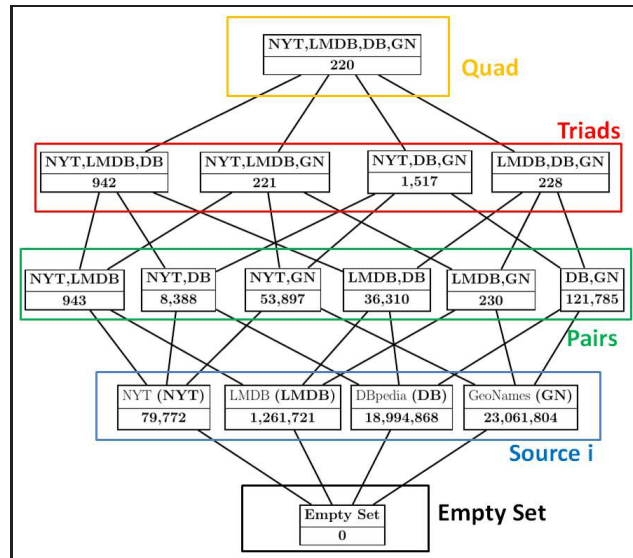 NYT,LMDB,DB,GN
220
Quad
Triads
NYT,LMDB,DB
942
NYT,LMDB,GN
221
NYT,DB,GN
1,517
LMDB,DB,GN
228
NYT,LMDB
943
NYT,DB
8,388
NYT,GN
53,897
LMDB,DB
36,310
LMDB,GN
230
DB,GN
121,785
Pairs
NYT (NYT)
79,772
LMDB (LMDB)
1,261,721
DBpedia (DB)
18,994,868
GeoNames (GN)
23,061,804
Source i
Empty Set
0
Empty Set